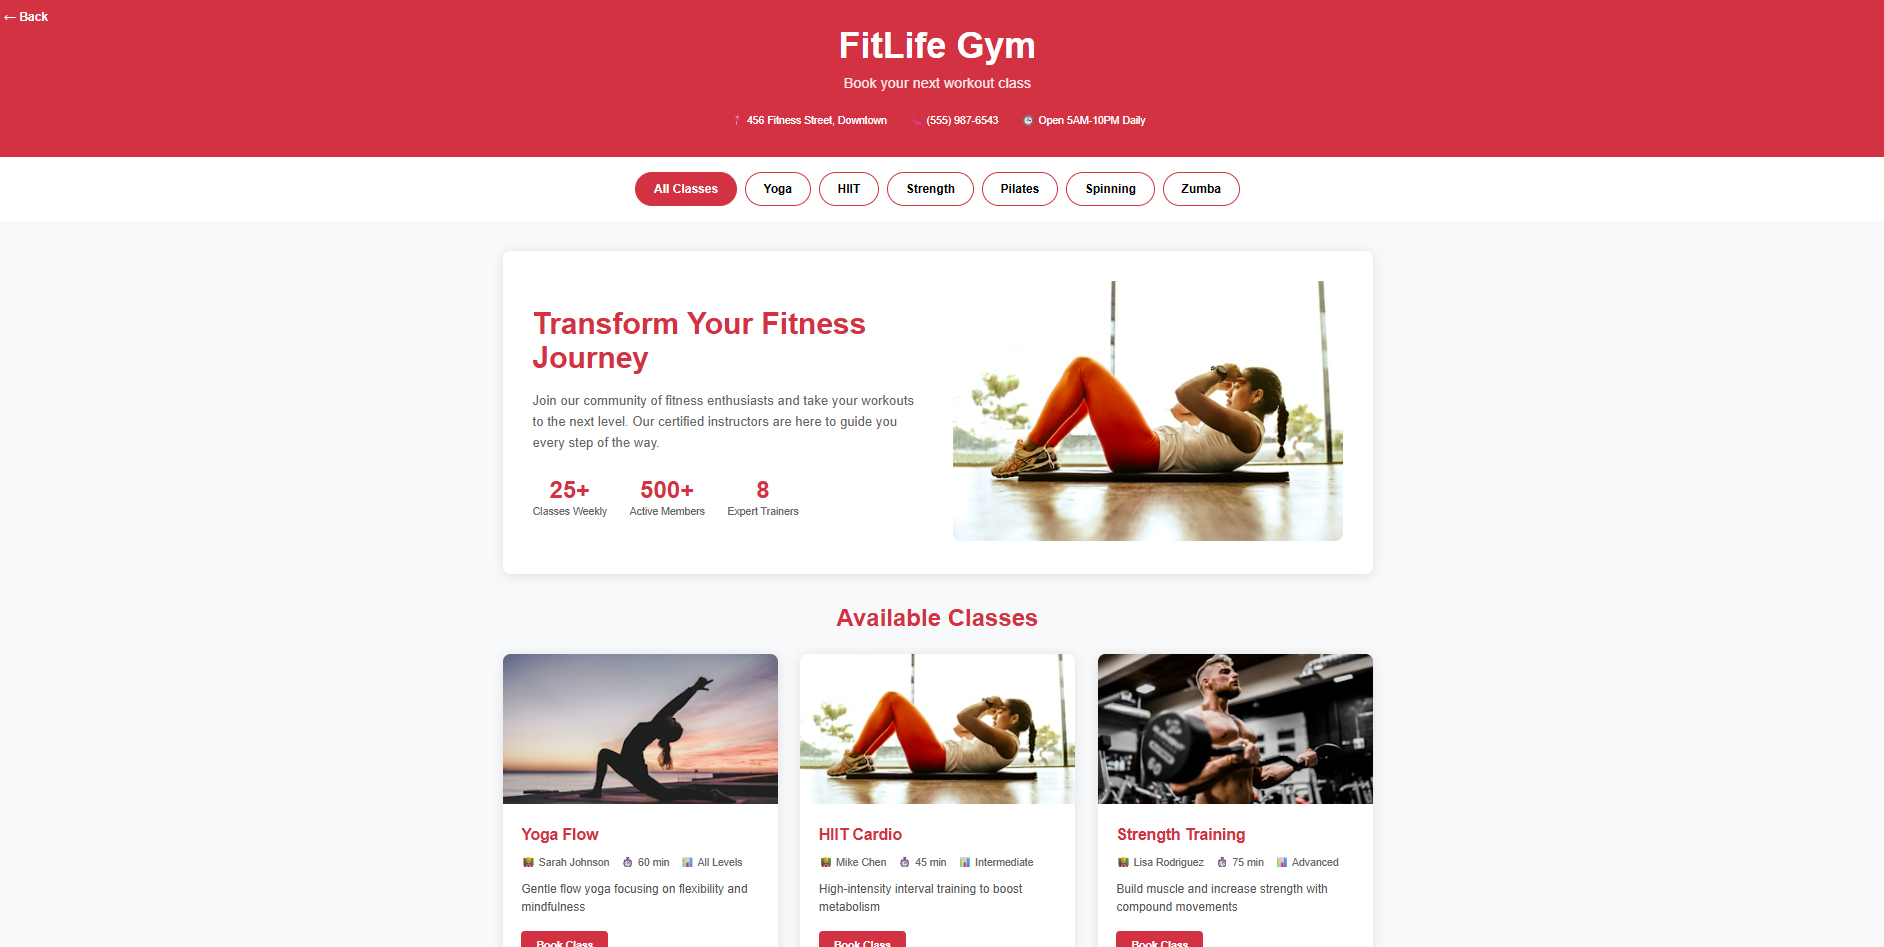 ← Back
FitLife Gym
Book your next workout class
456 Fitness Street, Downtown (555) 987-6543 Open 5AM-10PM Daily
All Classes Yoga HIIT Strength Pilates Spinning Zumba
Transform Your Fitness
Journey
Join our community of fitness enthusiasts and take your workouts
to the next level. Our certified instructors are here to guide you
every step of the way.
25+ 500+ 8
Classes Weekly Active Members Expert Trainers
Available Classes
Yoga Flow
Sarah Johnson 60 min All Levels
Gentle flow yoga focusing on flexibility and
mindfulness
Book Class
HIIT Cardio
Mike Chen 45 min Intermediate
High-intensity interval training to boost
metabolism
Book Class
Strength Training
Lisa Rodriguez 75 min Advanced
Build muscle and increase strength with
compound movements
Book Class